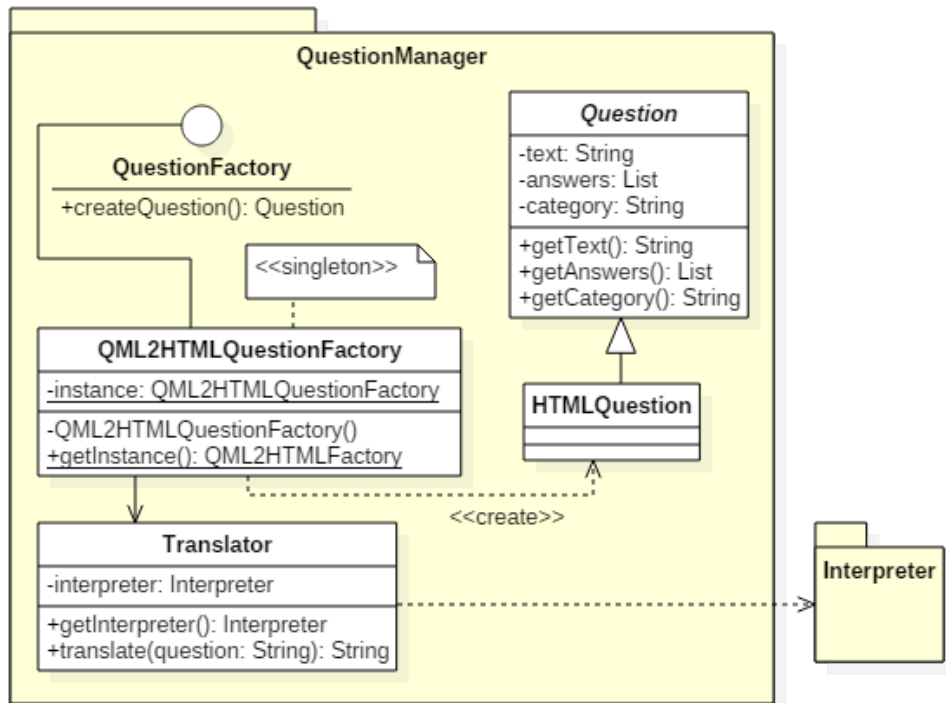 QuestionManager
QuestionFactory
+createQuestion(): Question
<<singleton>>
QML2HTMLQuestionFactory
-instance: QML2HTMLQuestionFactory
-QML2HTMLQuestionFactory()
+getInstance(): QML2HTMLFactory
Question
-text: String
-answers: List
-category: String
+getText(): String
+getAnswers(): List
+getCategory(): String
HTMLQuestion
<<create>>
Translator
-interpreter: Interpreter
+getInterpreter(): Interpreter
+translate(question: String): String
Interpreter